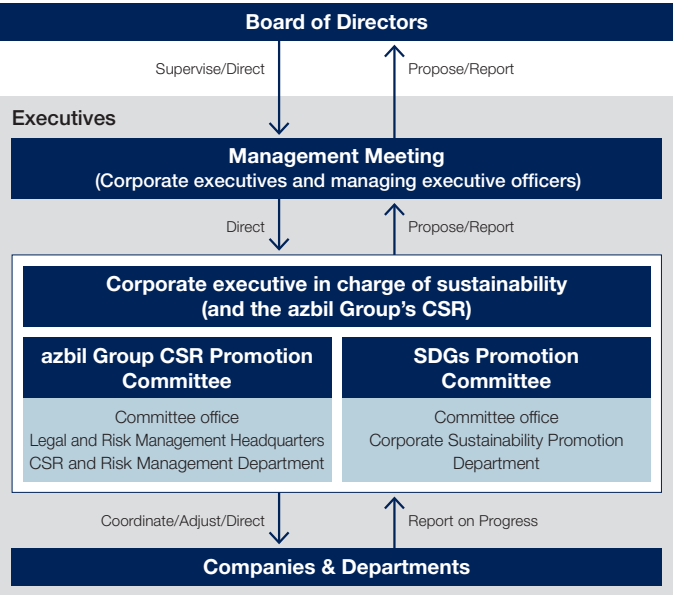 Board of Directors
Supervise/Direct
Propose/Report
Executives
Management Meeting
(Corporate executives and managing executive officers)
Direct
Propose/Report
Corporate executive in charge of sustainability
(and the azbil Group's CSR)
azbil Group CSR Promotion
Committee
Committee office
Legal and Risk Management Headquarters
CSR and Risk Management Department
SDGs Promotion
Committee
Committee office
Corporate Sustainability Promotion
Department
Coordinate/Adjust/Direct
Report on Progress
Companies & Departments